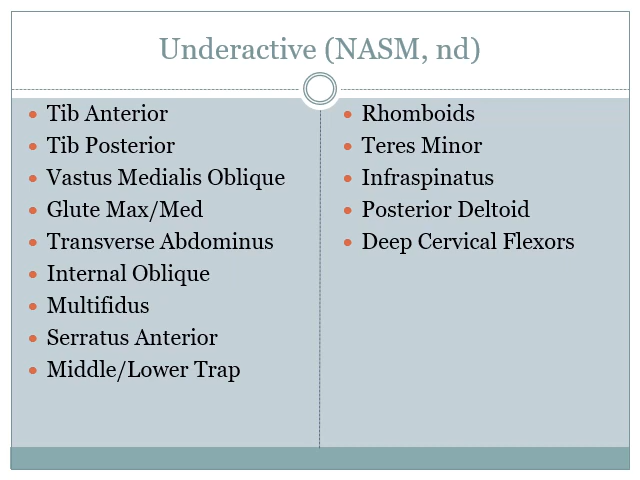 Underactive (NASM, nd)
Tib Anterior
Tib Posterior
Vastus Medialis Oblique
Glute Max/Med
Transverse Abdominus
Internal Oblique
Multifidus
Serratus Anterior
Middle/Lower Trap
Rhomboids
Teres Minor
Infraspinatus
Posterior Deltoid
Deep Cervical Flexors